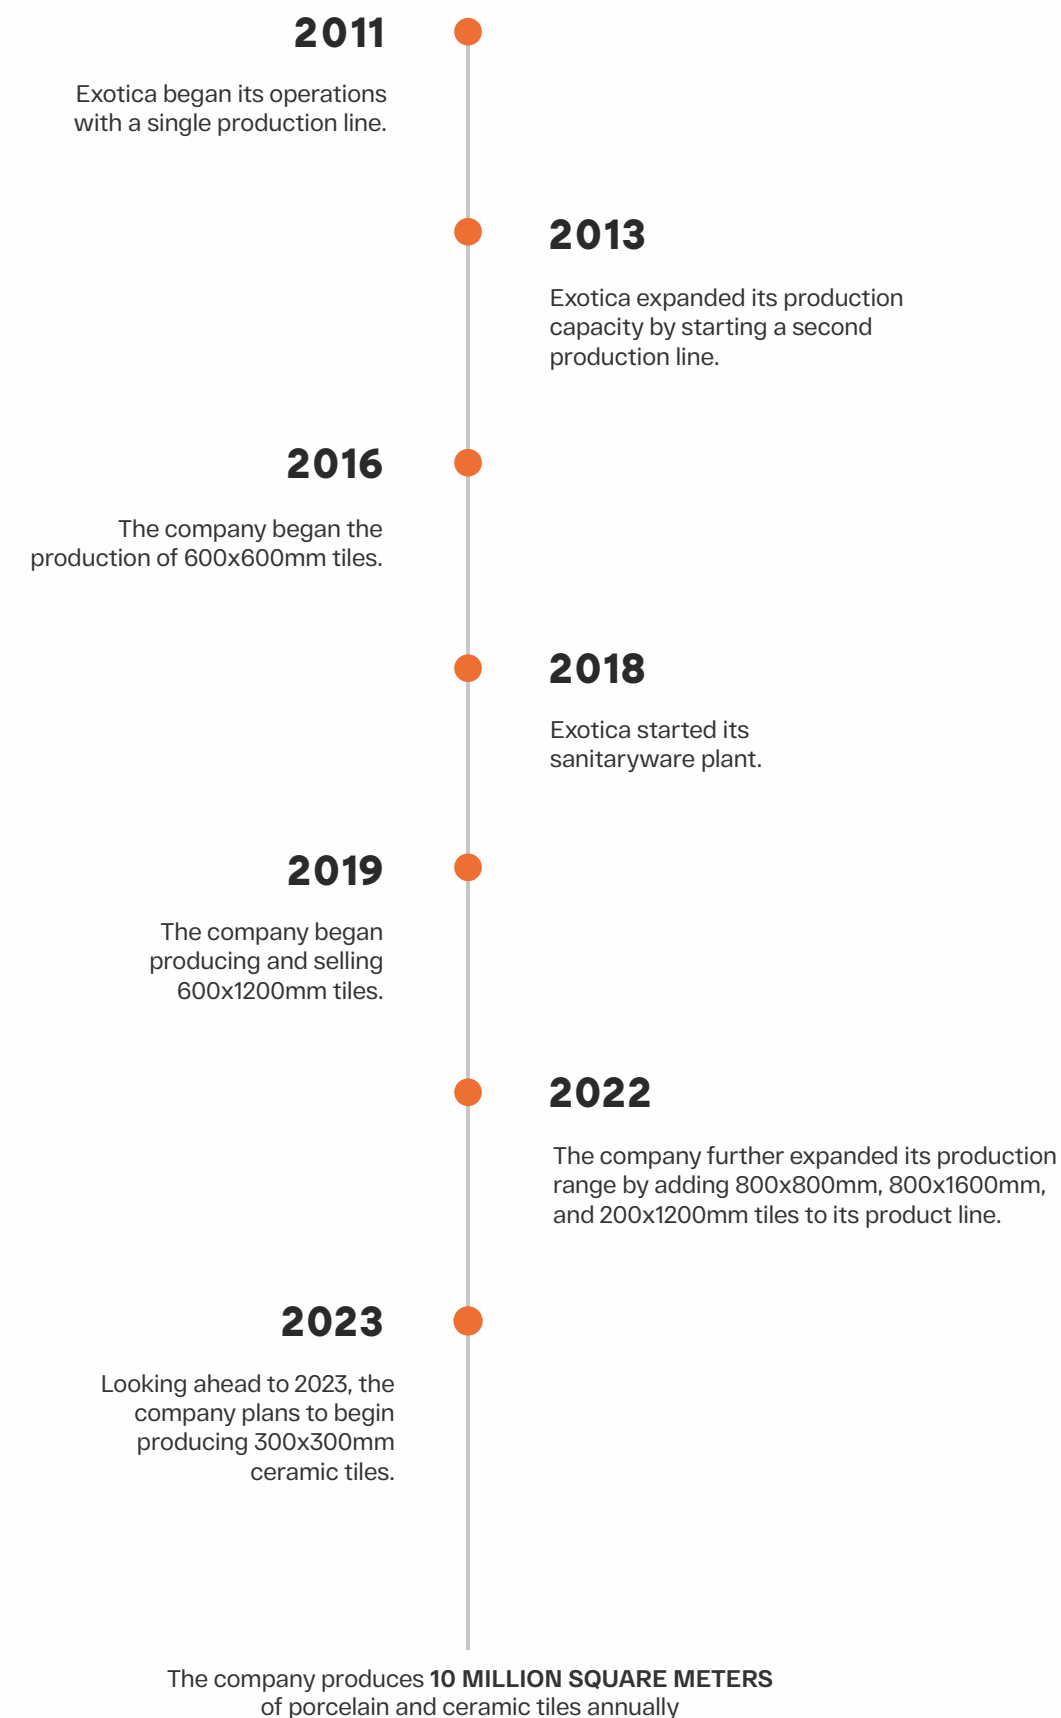 2011
Exotica began its operations
with a single production line.
2013
Exotica expanded its production
capacity by starting a second
production line.
2016
The company began the
production of 600x600mm tiles.
2018
Exotica started its
sanitaryware plant.
2019
The company began
producing and selling
600x1200mm tiles.
2022
The company further expanded its production
range by adding 800x800mm, 800x1600mm,
and 200x1200mm tiles to its product line.
2023
Looking ahead to 2023, the
company plans to begin
producing 300x300mm
ceramic tiles.
The company produces 10 MILLION SQUARE METERS
of porcelain and ceramic tiles annually